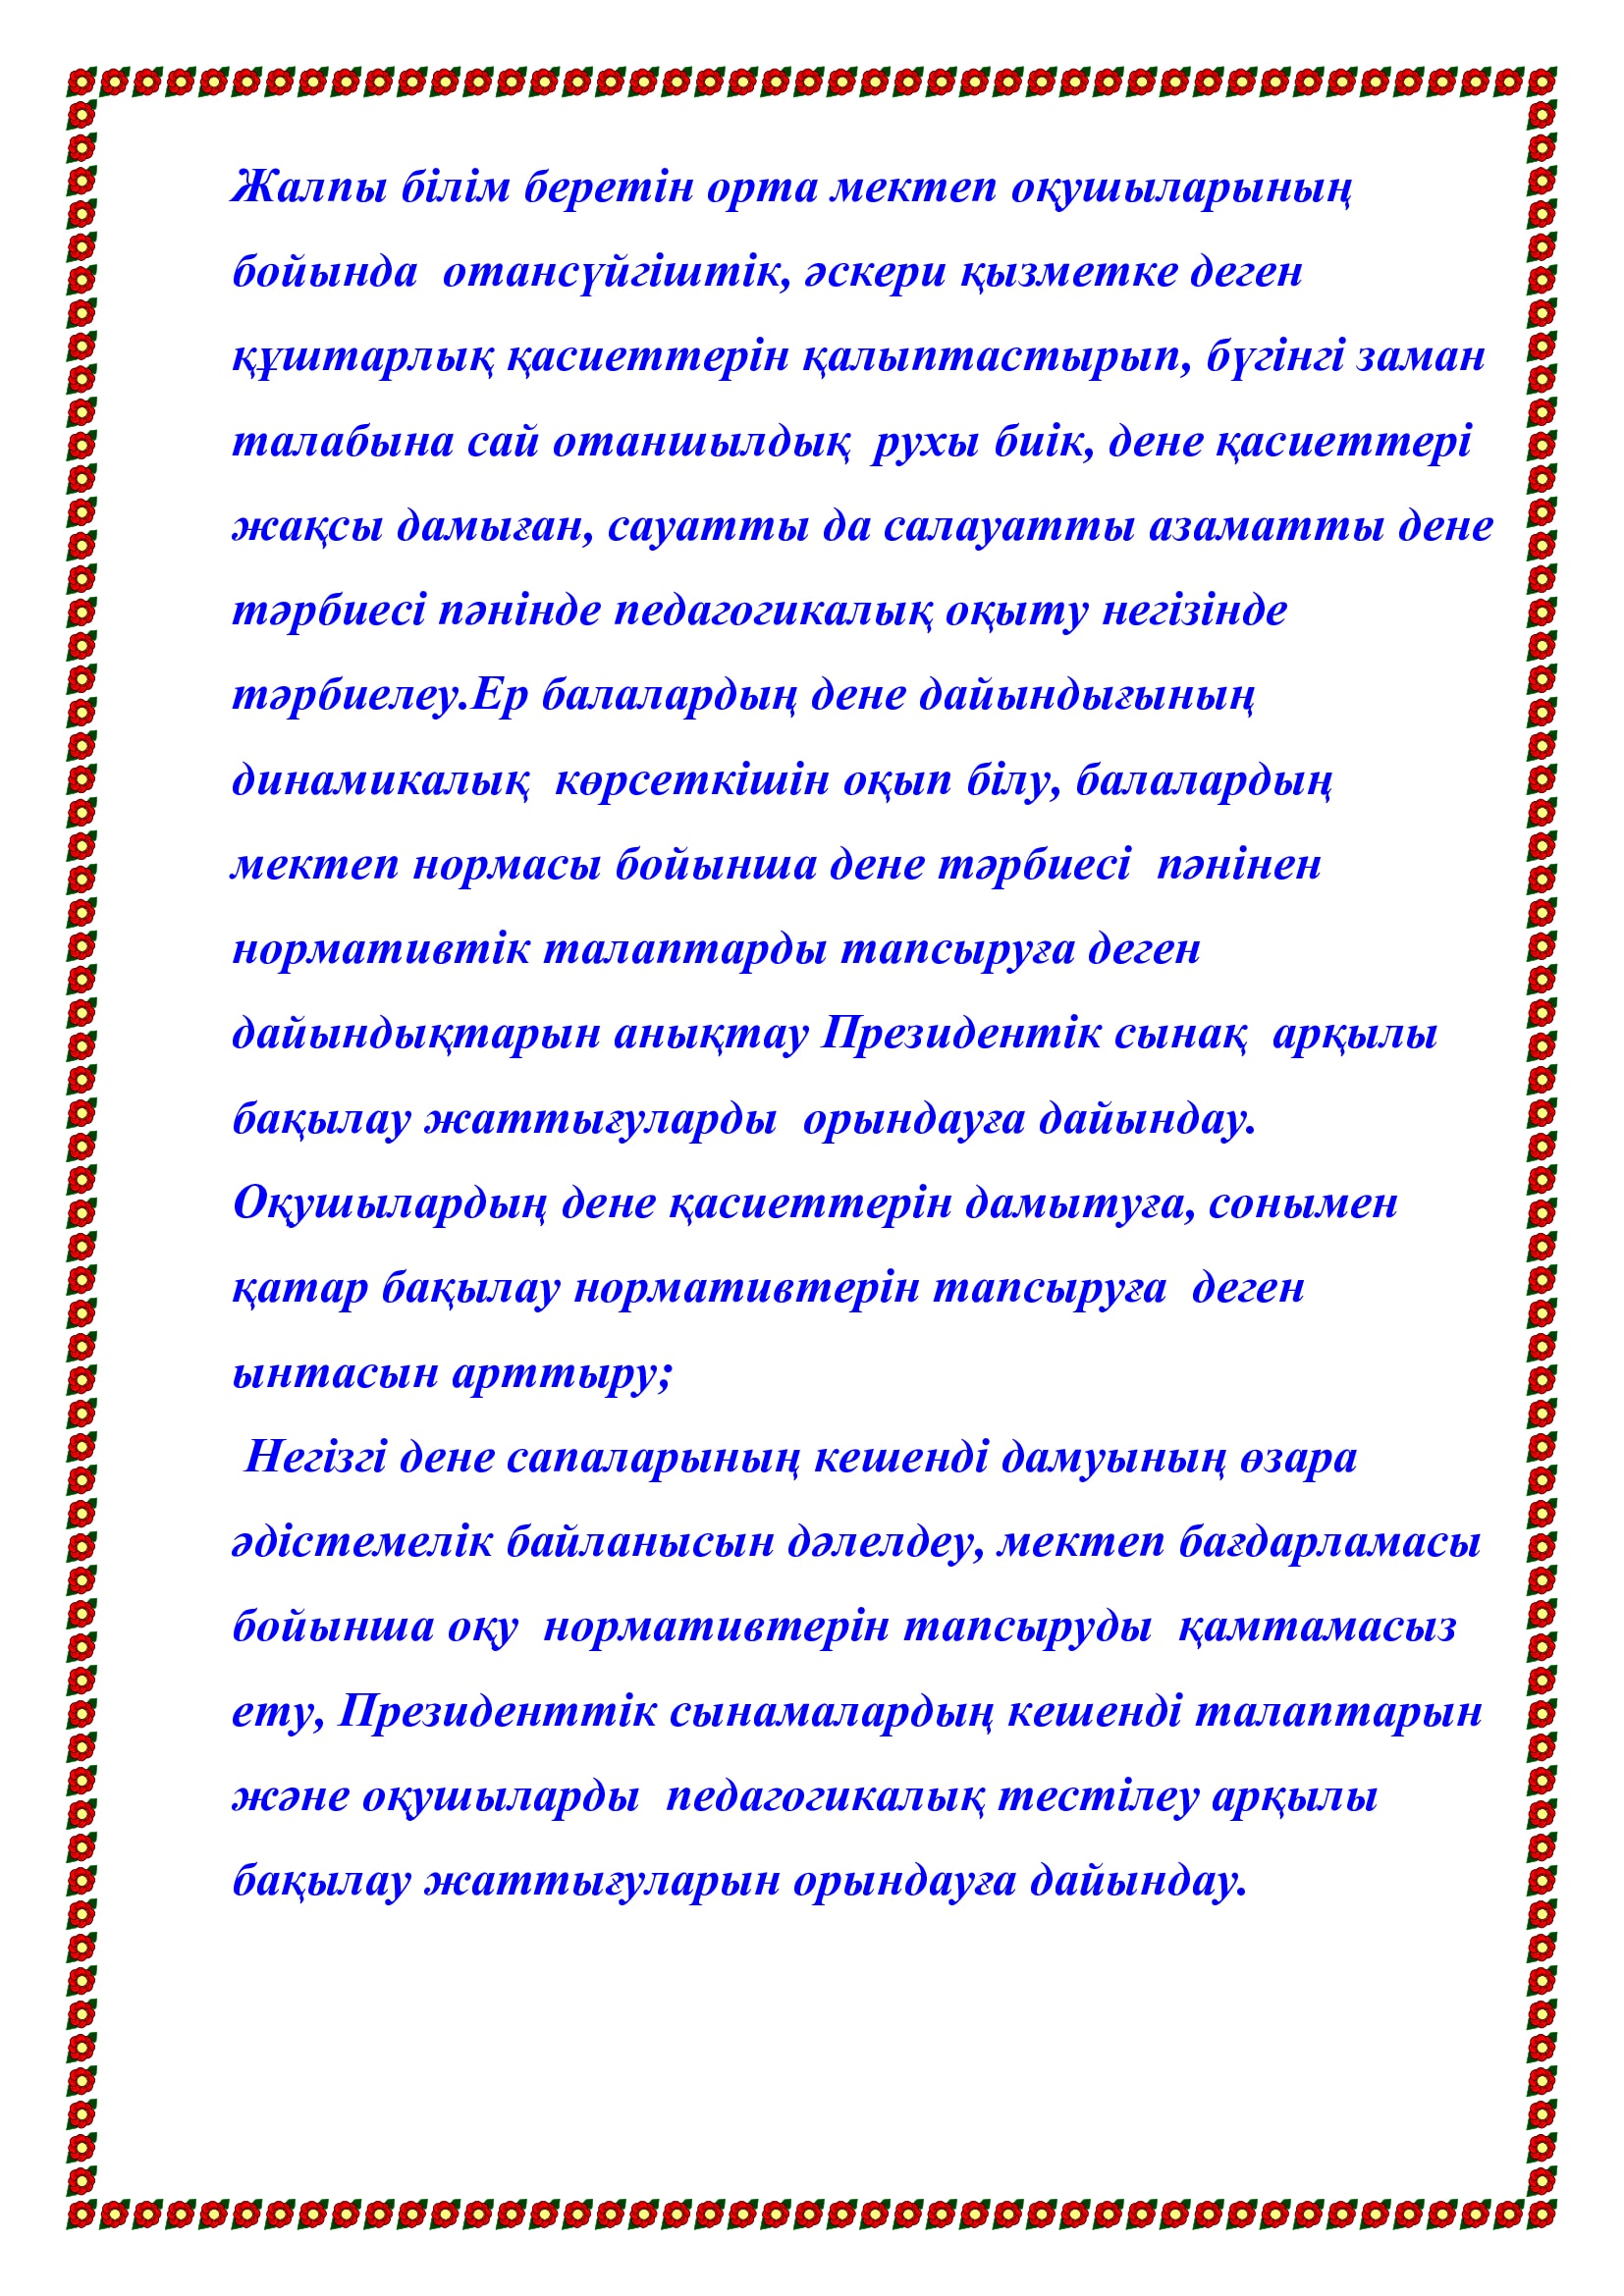 Жалпы білім беретін орта мектеп оқушыларының
бойында  отансүйгіштік, әскери қызметке деген
құштарлық қасиеттерін қалыптастырып, бүгінгі заман
талабына сай отаншылдық  рухы биік, дене қасиеттері
жақсы дамыған, сауатты да салауатты азаматты дене
тәрбиесі пәнінде педагогикалық оқыту негізінде
тәрбиелеу.Ер балалардың дене дайындығының
динамикалық  көрсеткішін оқып білу, балалардың
мектеп нормасы бойынша дене тәрбиесі  пәнінен
нормативтік талаптарды тапсыруға деген
дайындықтарын анықтау Президентік сынақ  арқылы
бақылау жаттығуларды  орындауға дайындау.
Оқушылардың дене қасиеттерін дамытуға, сонымен
қатар бақылау нормативтерін тапсыруға  деген
ынтасын арттыру;
Негізгі дене сапаларының кешенді дамуының өзара
әдістемелік байланысын дәлелдеу, мектеп бағдарламасы
бойынша оқу  нормативтерін тапсыруды  қамтамасыз
ету, Президенттік сынамалардың кешенді талаптарын
және оқушыларды  педагогикалық тестілеу арқылы
бақылау жаттығуларын орындауға дайындау.